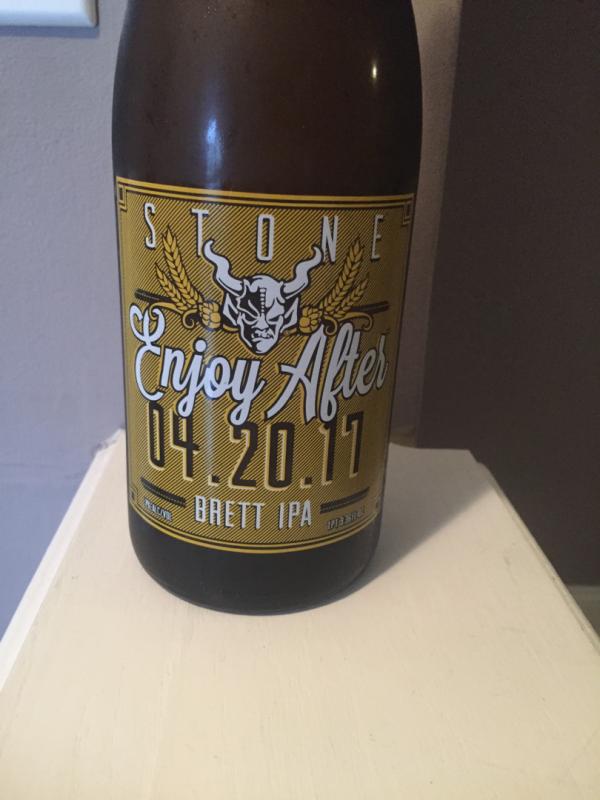 STONE
Enjoy After
04.20.17
BRETT IPA